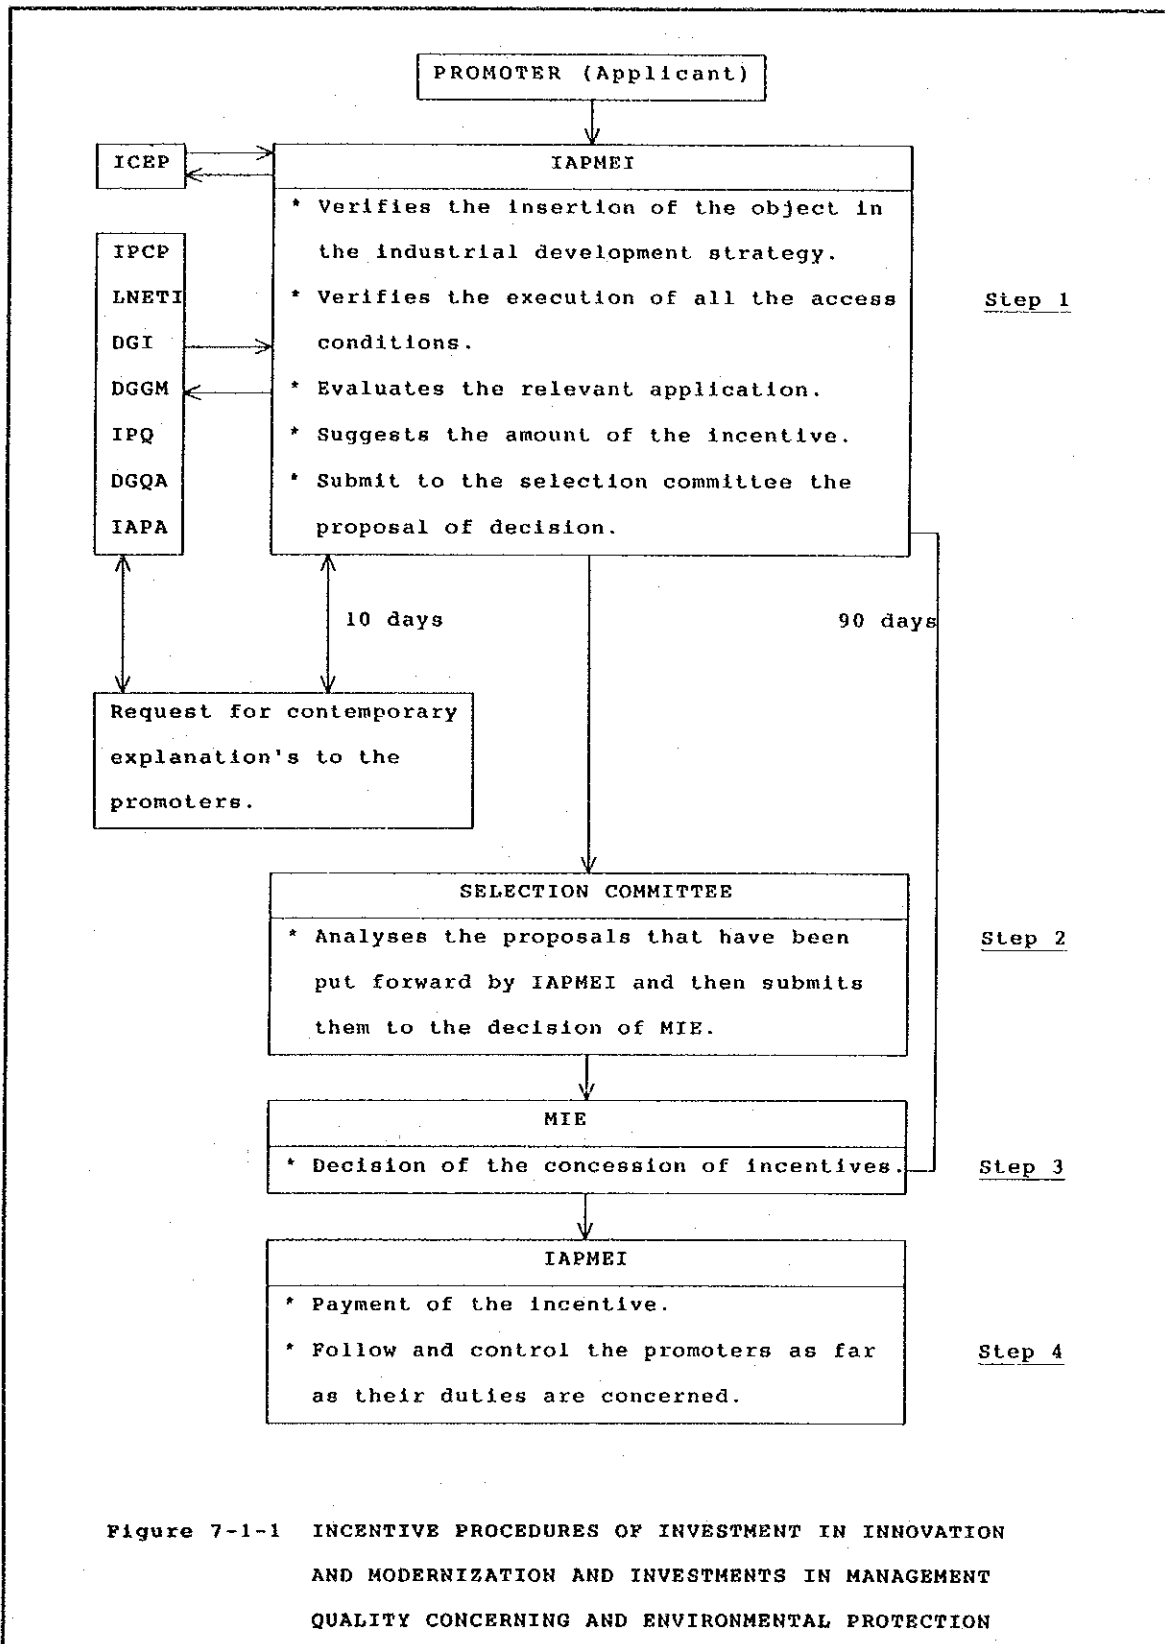 PROMOTER (Applicant)
ICEP
IAPMEI
* Verifies the insertion of the object in
the industrial development strategy.
* Verifies the execution of all the access
conditions.
* Evaluates the relevant application.
* Suggests the amount of the incentive.
* Submit to the selection committee the
proposal of decision.
Step 1
IPCP
LNETI
DGI
DGGM
IPQ
DGQA
IAPA
10 days
90 days
Request for contemporary
explanation's to the
promoters.
SELECTION COMMITTEE
* Analyses the proposals that have been
put forward by IAPMEI and then submits
them to the decision of MIE.
Step 2
MIE
* Decision of the concession of incentives.
Step 3
IAPMEI
* Payment of the incentive.
* Follow and control the promoters as far
as their duties are concerned.
Step 4
Figure 7-1-1 INCENTIVE PROCEDURES OF INVESTMENT IN INNOVATION
AND MODERNIZATION AND INVESTMENTS IN MANAGEMENT
QUALITY CONCERNING AND ENVIRONMENTAL PROTECTION